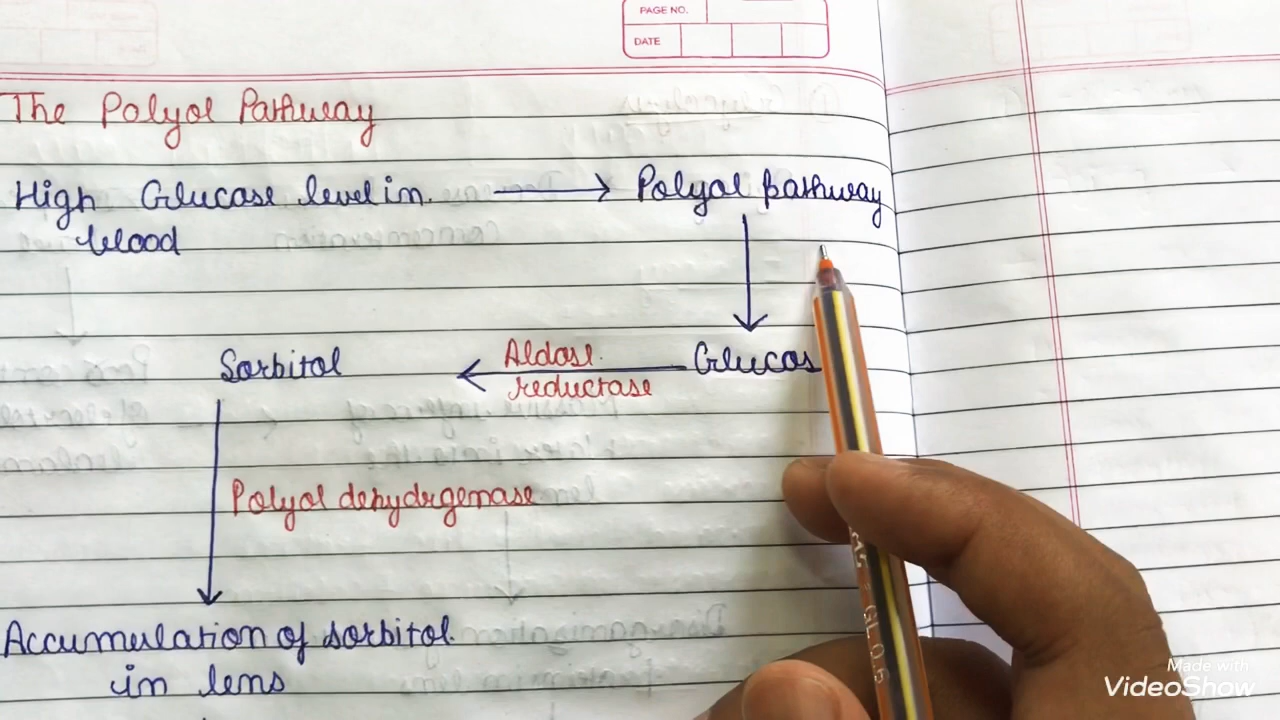 PAGE NO.
DATE
The Polyol Pathway
High Glucose level in
blood
Polyol pathway
Glucos
Aldose
reductase
Sorbitol
Polyol dehydrgenase
Accumulation of sorbitol
in lens
Made with
VideoShow